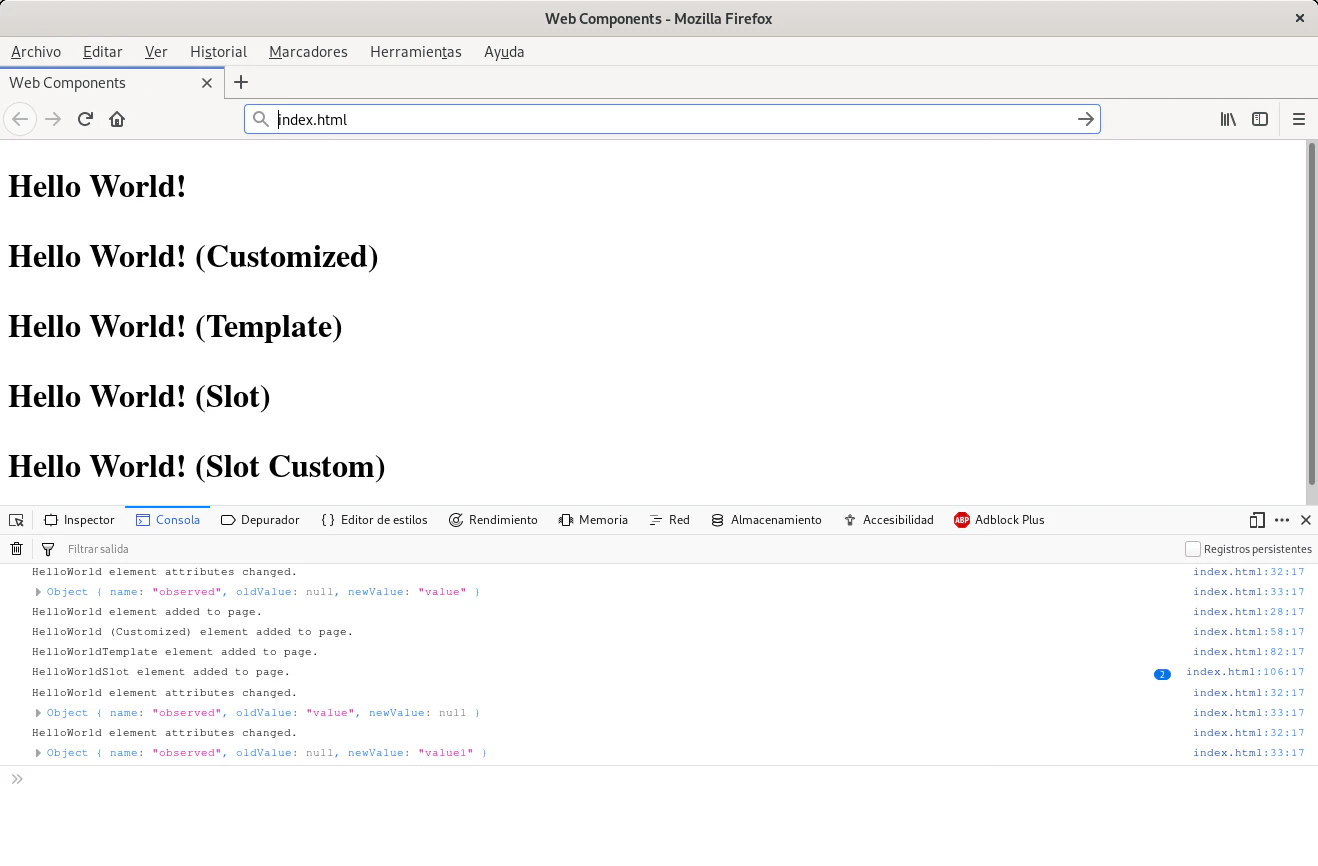 Web Components - Mozilla Firefox
Archivo Editar Ver Historial Marcadores Herramientas Ayuda
Web Components
index.html
Hello World!
Hello World! (Customized)
Hello World! (Template)
Hello World! (Slot)
Hello World! (Slot Custom)
Inspector Consola Depurador Editor de estilos Rendimiento Memoria Red Almacenamiento Accesibilidad ABP Adblock Plus
Filtrar salida Registros persistentes
HelloWorld element attributes changed. index.html:32:17
Object { name: "observed", oldValue: null, newValue: "value" } index.html:33:17
HelloWorld element added to page. index.html:28:17
HelloWorld (Customized) element added to page. index.html:58:17
HelloWorldTemplate element added to page. index.html:82:17
HelloWorldSlot element added to page. 2 index.html:106:17
HelloWorld element attributes changed. index.html:32:17
Object { name: "observed", oldValue: "value", newValue: null } index.html:33:17
HelloWorld element attributes changed. index.html:32:17
Object { name: "observed", oldValue: null, newValue: "value1" } index.html:33:17